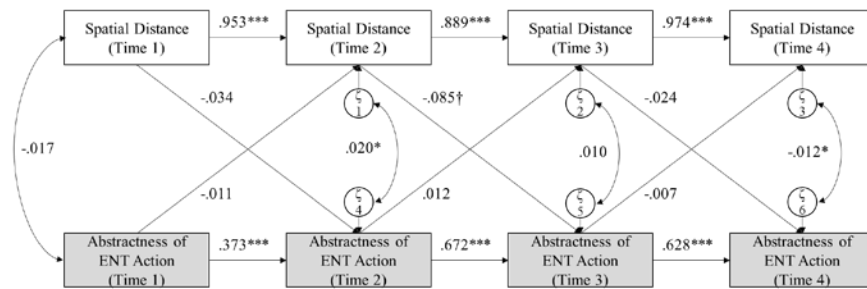 .953***
.889***
.974***
Spatial Distance
(Time 1)
Spatial Distance
(Time 2)
Spatial Distance
(Time 3)
Spatial Distance
(Time 4)
-.034
-.085†
-.024
ζ
1
ζ
2
ζ
3
-.017
.020*
.010
-.012*
-.011
.012
-.007
ζ
4
ζ
5
ζ
6
.373***
.672***
.628***
Abstractness of
ENT Action
(Time 1)
Abstractness of
ENT Action
(Time 2)
Abstractness of
ENT Action
(Time 3)
Abstractness of
ENT Action
(Time 4)